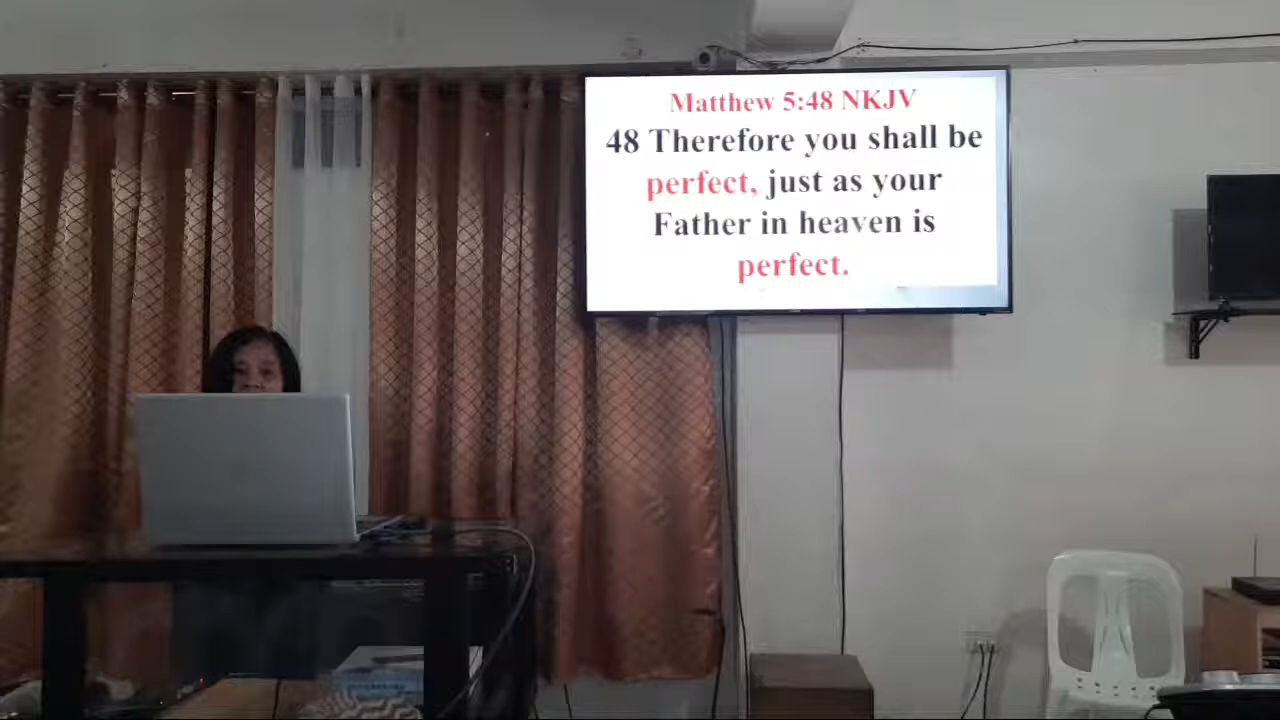 Matthew 5:48 NKJV
48 Therefore you shall be
perfect, just as your
Father in heaven is
perfect.